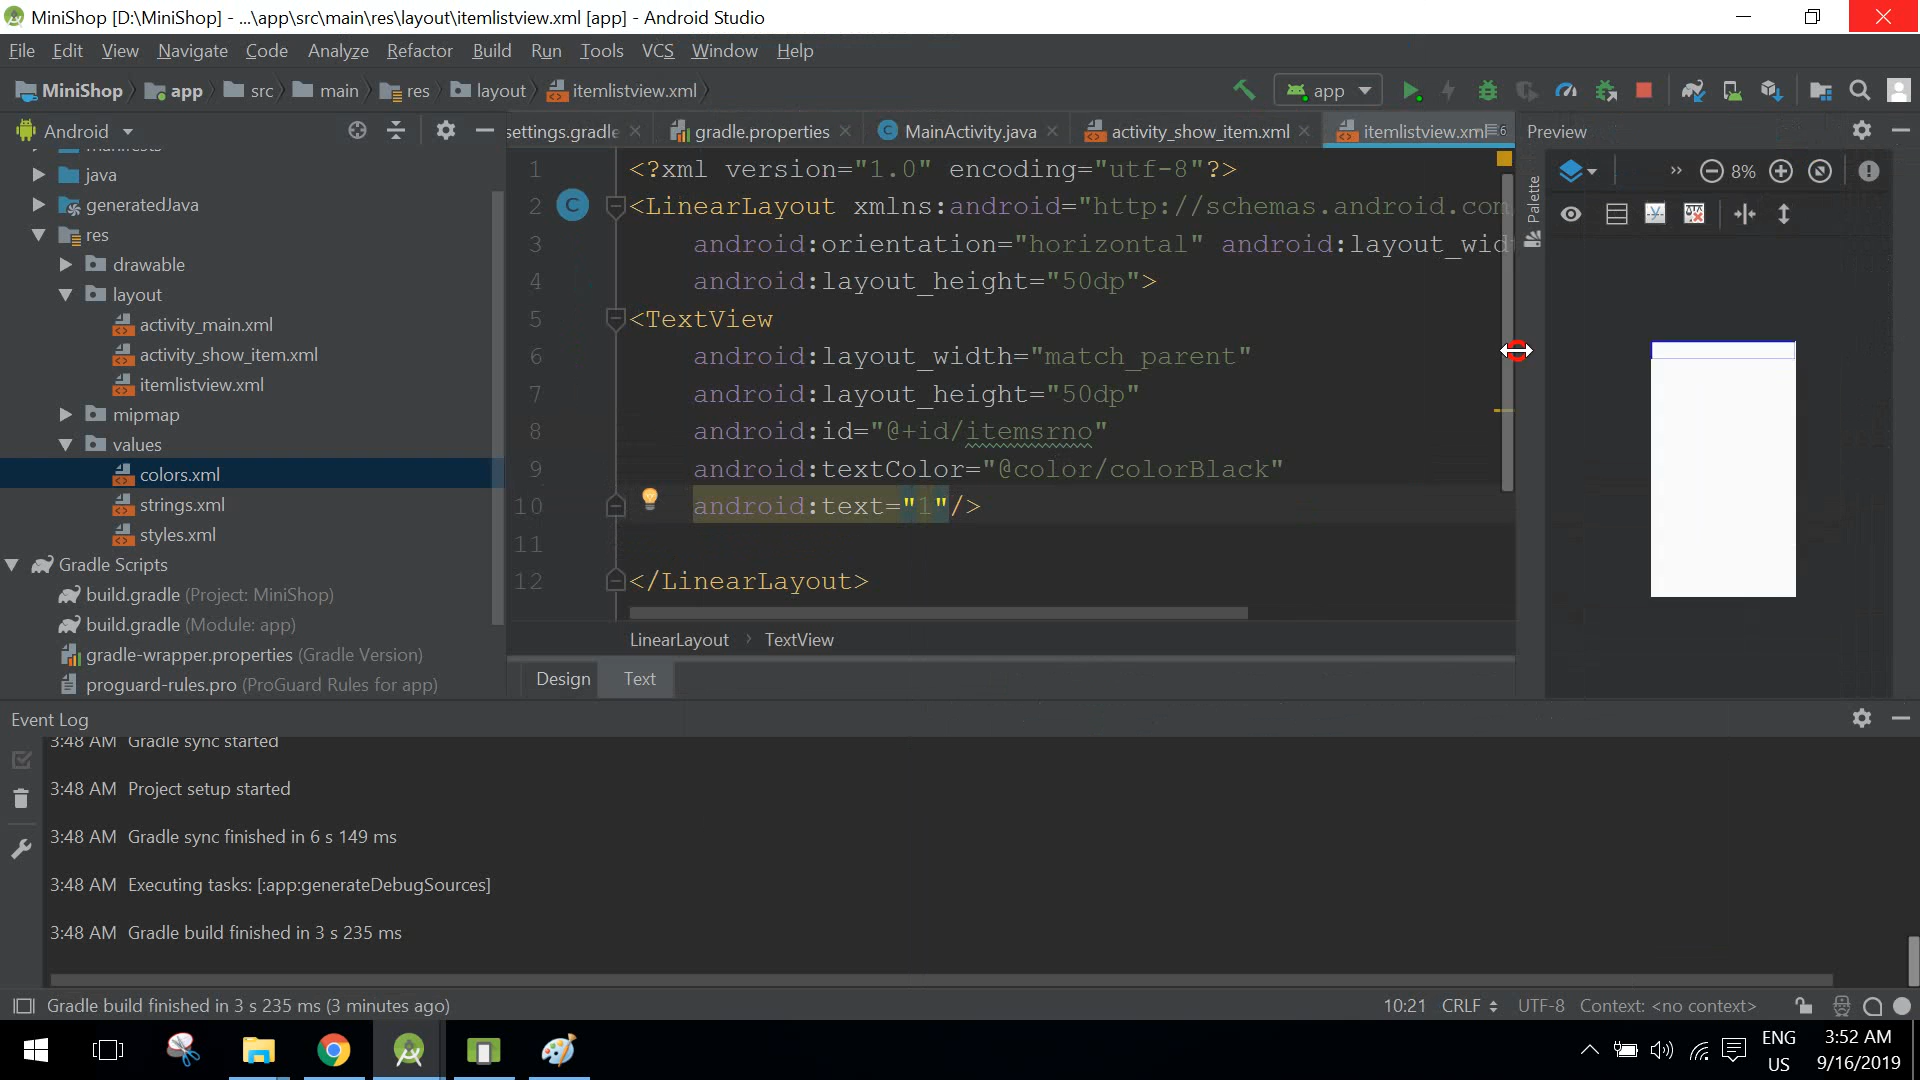 MiniShop [D:\MiniShop] - ...\app\src\main\res\layout\itemlistview.xml [app] - Android Studio
File Edit View Navigate Code Analyze Refactor Build Run Tools VCS Window Help
MiniShop app src main res layout itemlistview.xml
app
Android
settings.gradle gradle.properties MainActivity.java activity_show_item.xml itemlistview.xml 6
Preview
manifests
java
generatedJava
res
drawable
layout
activity_main.xml
activity_show_item.xml
itemlistview.xml
mipmap
values
colors.xml
strings.xml
styles.xml
Gradle Scripts
build.gradle (Project: MiniShop)
build.gradle (Module: app)
gradle-wrapper.properties (Gradle Version)
proguard-rules.pro (ProGuard Rules for app)
1 <?xml version="1.0" encoding="utf-8"?>
2 C <LinearLayout xmlns:android="http://schemas.android.com
3 android:orientation="horizontal" android:layout_wid
4 android:layout_height="50dp">
5 <TextView
6 android:layout_width="match_parent"
7 android:layout_height="50dp"
8 android:id="@+id/itemsrno"
9 android:textColor="@color/colorBlack"
10 android:text="1"/>
11
12 </LinearLayout>
LinearLayout TextView
Design Text
Palette
8%
Event Log
3:48 AM Gradle sync started
3:48 AM Project setup started
3:48 AM Gradle sync finished in 6 s 149 ms
3:48 AM Executing tasks: [:app:generateDebugSources]
3:48 AM Gradle build finished in 3 s 235 ms
Gradle build finished in 3 s 235 ms (3 minutes ago)
10:21 CRLF UTF-8 Context: <no context>
ENG
US
3:52 AM
9/16/2019